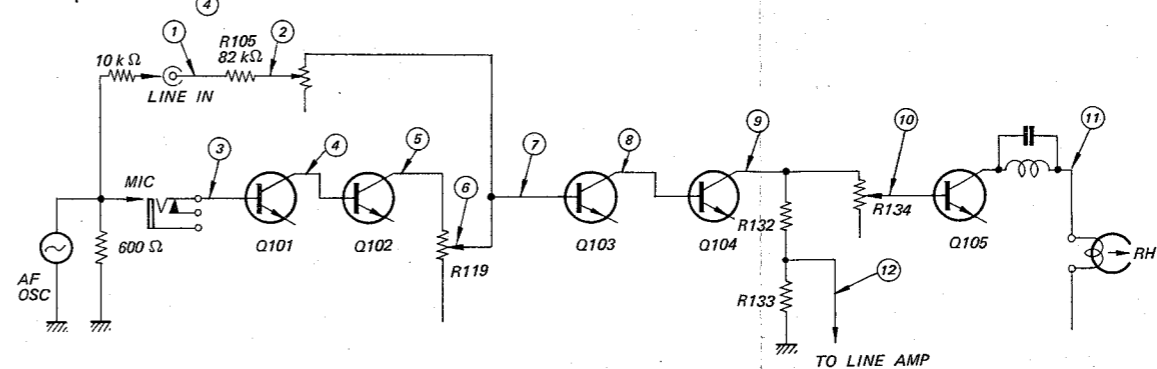 ④
① ②
R105
10 kΩ 82 kΩ
LINE IN
③ ④ ⑤ ⑥ ⑦ ⑧ ⑨ ⑩ ⑪
MIC
600 Ω
AF
OSC
Q101
Q102
R119
Q103
Q104
R132
R134
Q105
RH
R133
⑫
TO LINE AMP